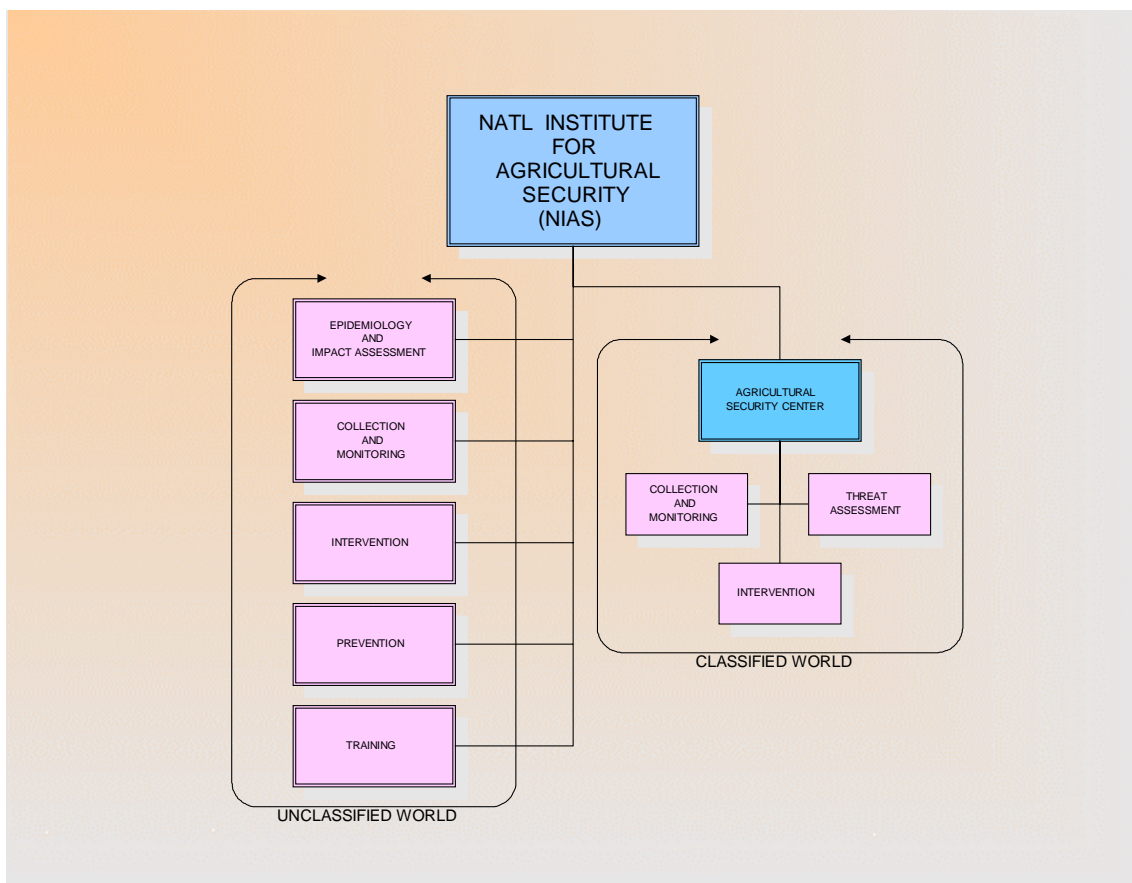 NATL INSTITUTE
FOR
AGRICULTURAL
SECURITY
(NIAS)
EPIDEMIOLOGY
AND
IMPACT ASSESSMENT
COLLECTION
AND
MONITORING
INTERVENTION
PREVENTION
TRAINING
UNCLASSIFIED WORLD
AGRICULTURAL
SECURITY CENTER
COLLECTION
AND
MONITORING
THREAT
ASSESSMENT
INTERVENTION
CLASSIFIED WORLD